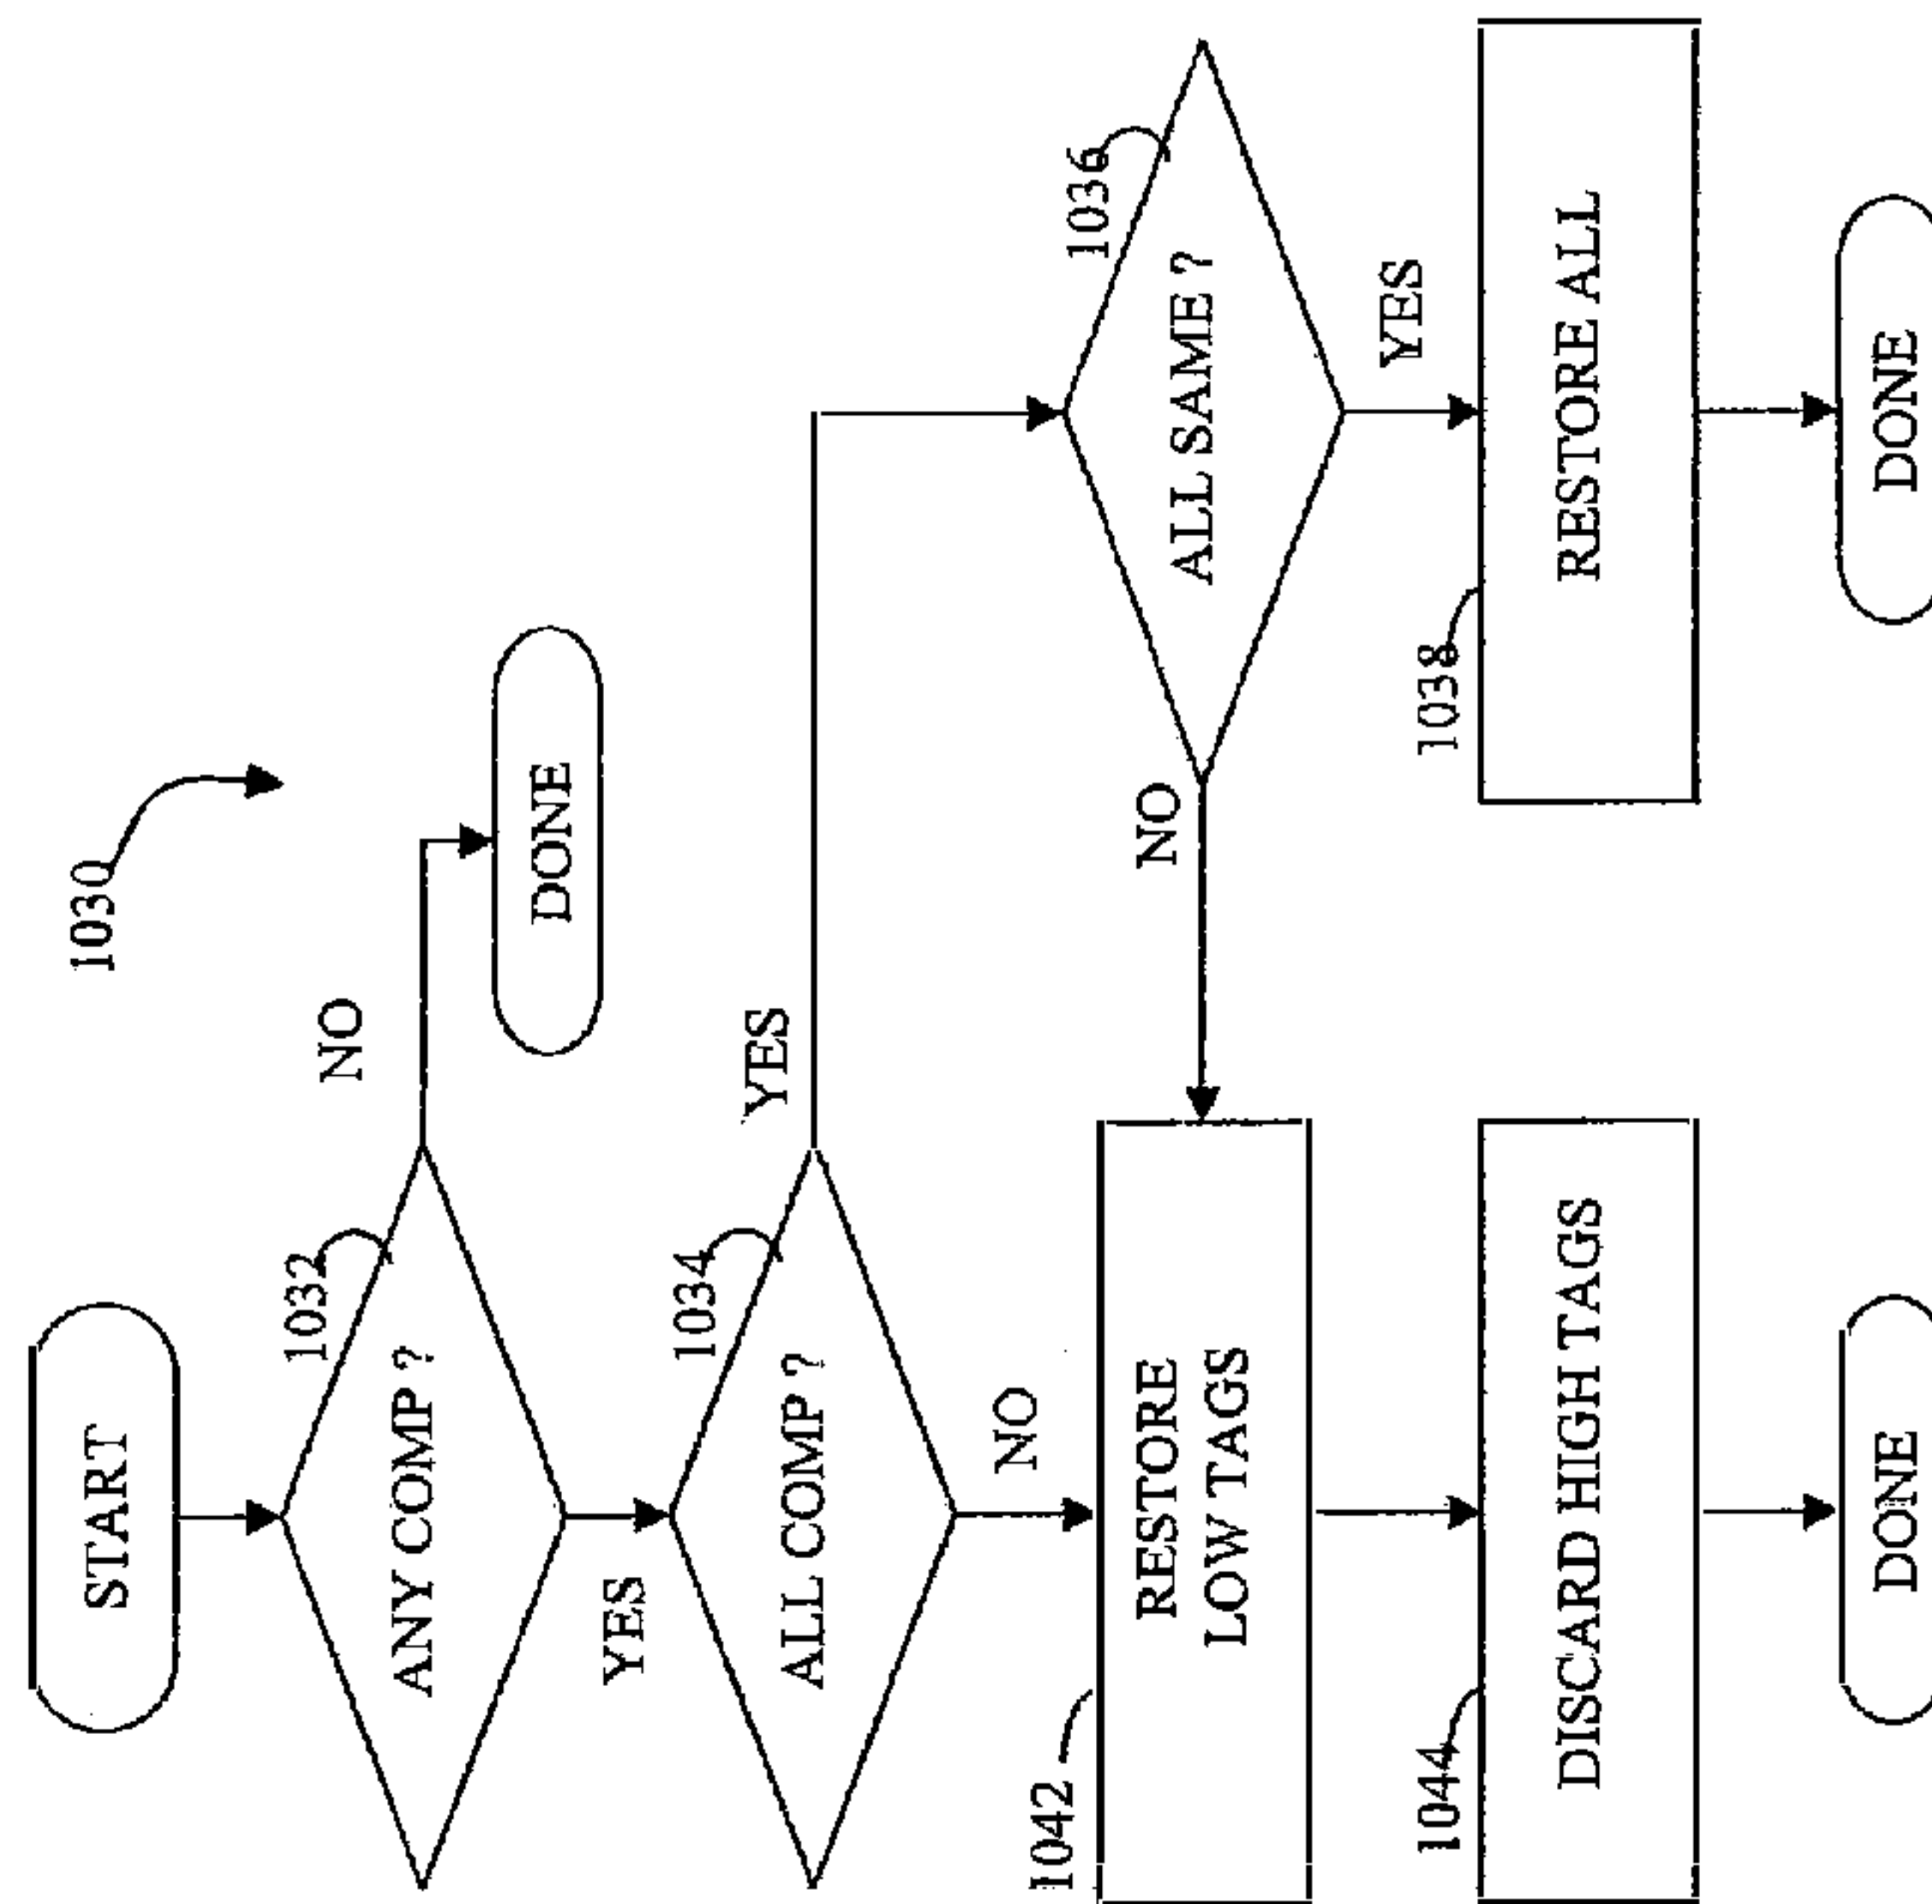 1030
START
1032
ANY COMP ?
NO
DONE
YES
1034
ALL COMP ?
YES
NO
1036
ALL SAME ?
NO
YES
1042
RESTORE
LOW TAGS
1038
RESTORE ALL
1044
DISCARD HIGH TAGS
DONE
DONE